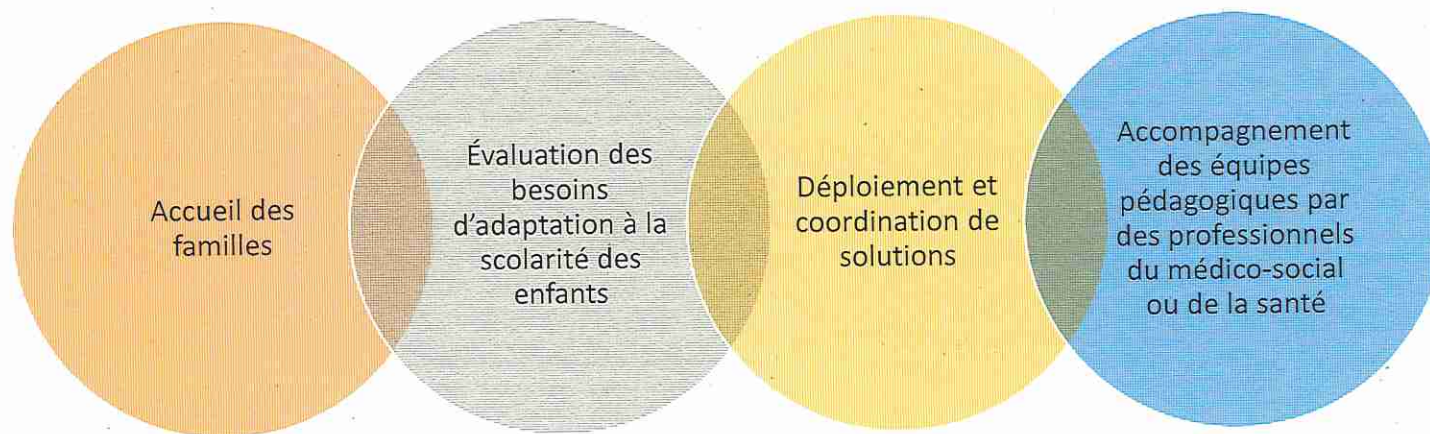 Accueil des
familles
Évaluation des
besoins
d'adaptation à la
scolarité des
enfants
Déploiement et
coordination de
solutions
Accompagnement
des équipes
pédagogiques par
des professionnels
du médico-social
ou de la santé